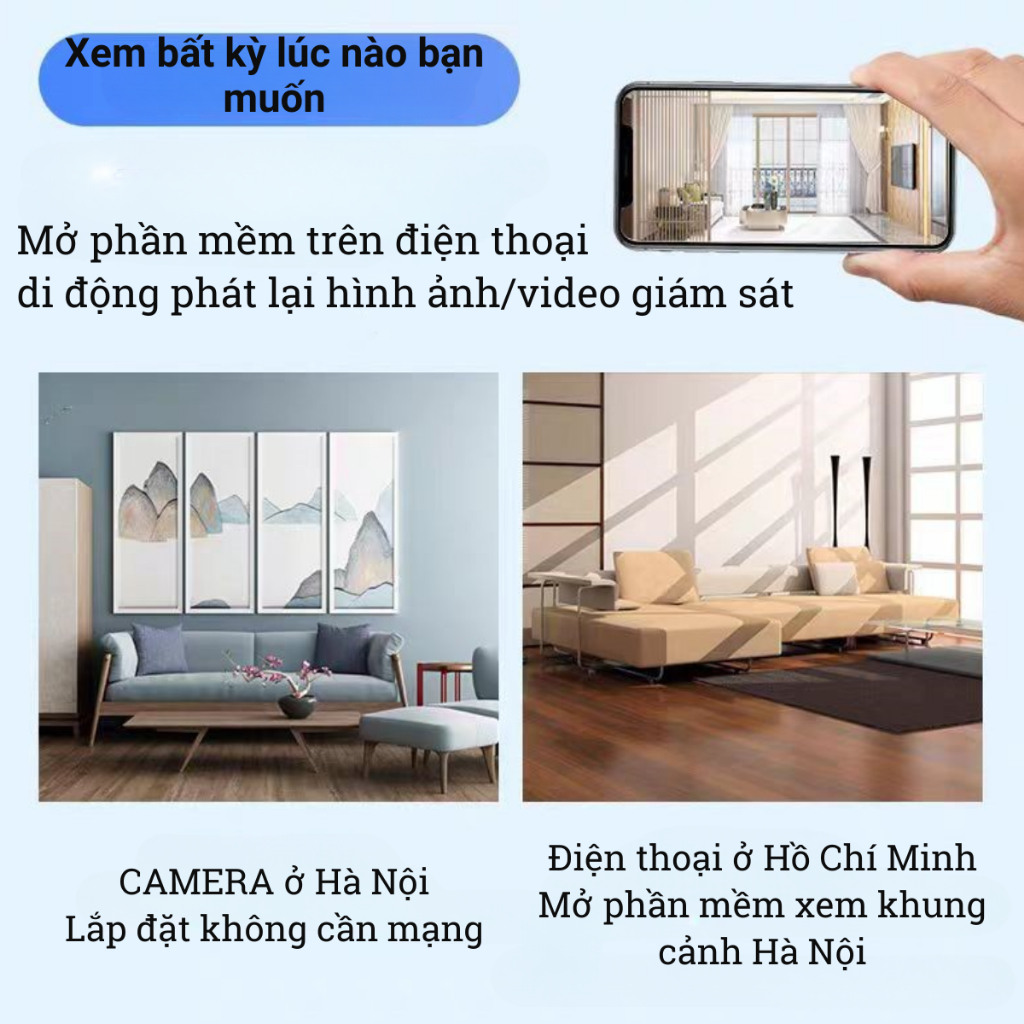 Xem bất kỳ lúc nào bạn
muốn
Mở phần mềm trên điện thoại
di động phát lại hình ảnh/video giám sát
CAMERA ở Hà Nội
Lắp đặt không cần mạng
Điện thoại ở Hồ Chí Minh
Mở phần mềm xem khung
cảnh Hà Nội